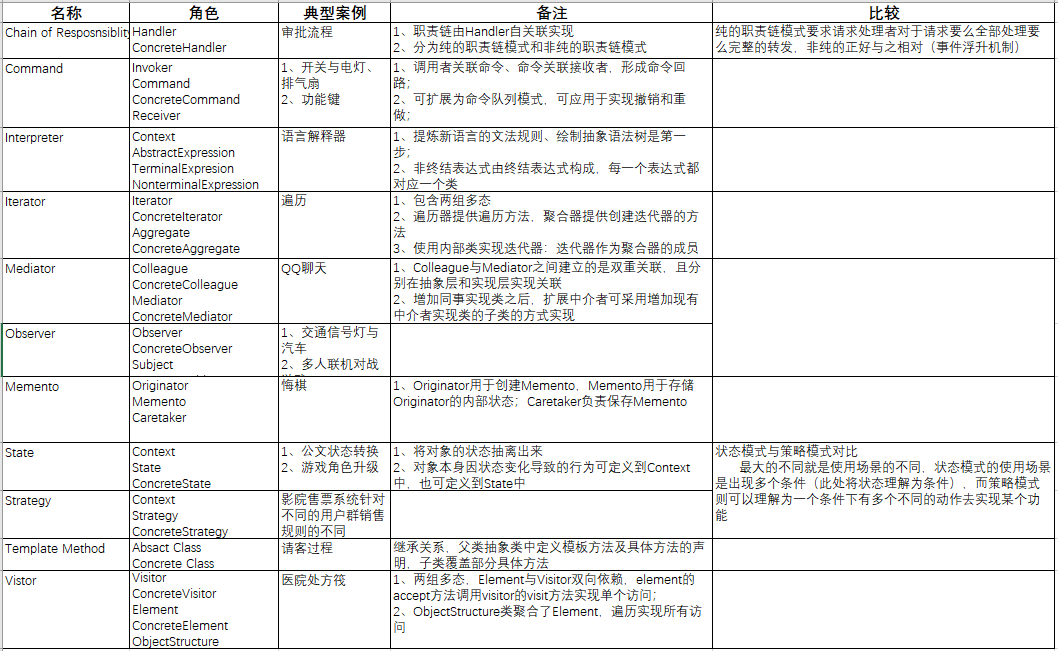 名称 角色 典型案例 备注 比较
Chain of Resposnsiblity Handler 审批流程 1、职责链由Handler自关联实现 纯的职责链模式要求请求处理者对于请求要么全部处理要
ConcreteHandler 2、分为纯的职责链模式和非纯的职责链模式 么完整的转发，非纯的正好与之相对（事件浮升机制）
Command Invoker 1、开关与电灯、 1、调用者关联命令、命令关联接收者，形成命令回
Command 排气扇 路；
ConcreteCommand 2、功能键 2、可扩展为命令队列模式，可应用于实现撤销和重
Receiver 做；
Interpreter Context 语言解释器 1、提炼新语言的文法规则、绘制抽象语法树是第一
AbstractExpression 步；
TerminalExpresion 2、非终结表达式由终结表达式构成，每一个表达式都
NonterminalExpression 对应一个类
Iterator Iterator 遍历 1、包含两组多态
ConcreteIterator 2、遍历器提供遍历方法，聚合器提供创建迭代器的方
Aggregate 法
ConcreteAggregate 3、使用内部类实现迭代器：迭代器作为聚合器的成员
Mediator Colleague QQ聊天 1、Colleague与Mediator之间建立的是双重关联，且分
ConcreteColleague 别在抽象层和实现层实现关联
Mediator 2、增加同事实现类之后，扩展中介者可采用增加现有
ConcreteMediator 中介者实现类的子类的方式实现
Observer Observer 1、交通信号灯与
ConcreteObserver 汽车
Subject 2、多人联机对战
Memento Originator 悔棋 1、Originator用于创建Memento，Memento用于存储
Memento Originator的内部状态；Caretaker负责保存Memento
Caretaker
State Context 1、公文状态转换 1、将对象的状态抽离出来 状态模式与策略模式对比
State 2、游戏角色升级 2、对象本身因状态变化导致的行为可定义到Context 最大的不同就是使用场景的不同，状态模式的使用场景
ConcreteState 中，也可定义到State中 是出现多个条件（此处将状态理解为条件），而策略模式
Strategy Context 影院售票系统针对 则可以理解为一个条件下有多个不同的动作去实现某个功
Strategy 不同的用户群销售 能
ConcreteStrategy 规则的不同
Template Method Absact Class 请客过程 继承关系，父类抽象类中定义模板方法及具体方法的声
Concrete Class 明，子类覆盖部分具体方法
Vistor Visitor 医院处方筏 1、两组多态，Element与Visitor双向依赖，element的
ConcreteVisitor accept方法调用visitor的visit方法实现单个访问；
Element 2、ObjectStructure类聚合了Element，遍历实现所有访
ConcreteElement 问
ObjectStructure